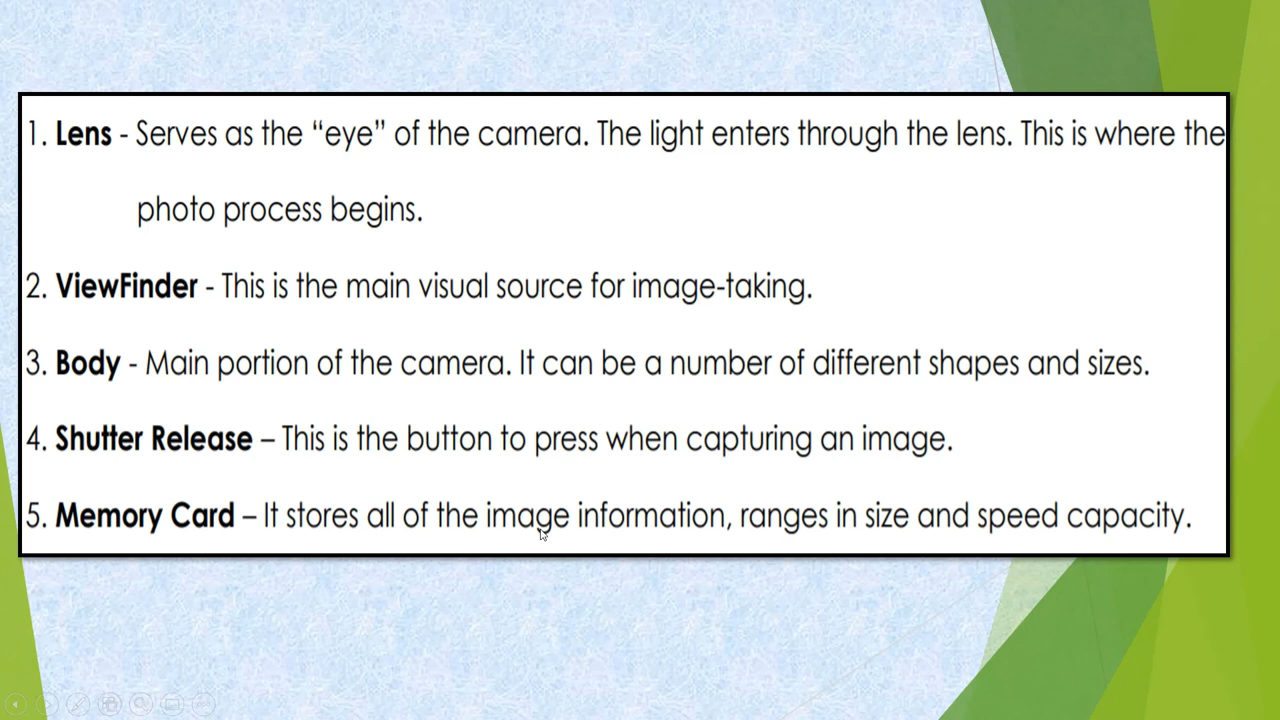 1. Lens - Serves as the “eye” of the camera. The light enters through the lens. This is where the
photo process begins.
2. ViewFinder - This is the main visual source for image-taking.
3. Body - Main portion of the camera. It can be a number of different shapes and sizes.
4. Shutter Release – This is the button to press when capturing an image.
5. Memory Card – It stores all of the image information, ranges in size and speed capacity.